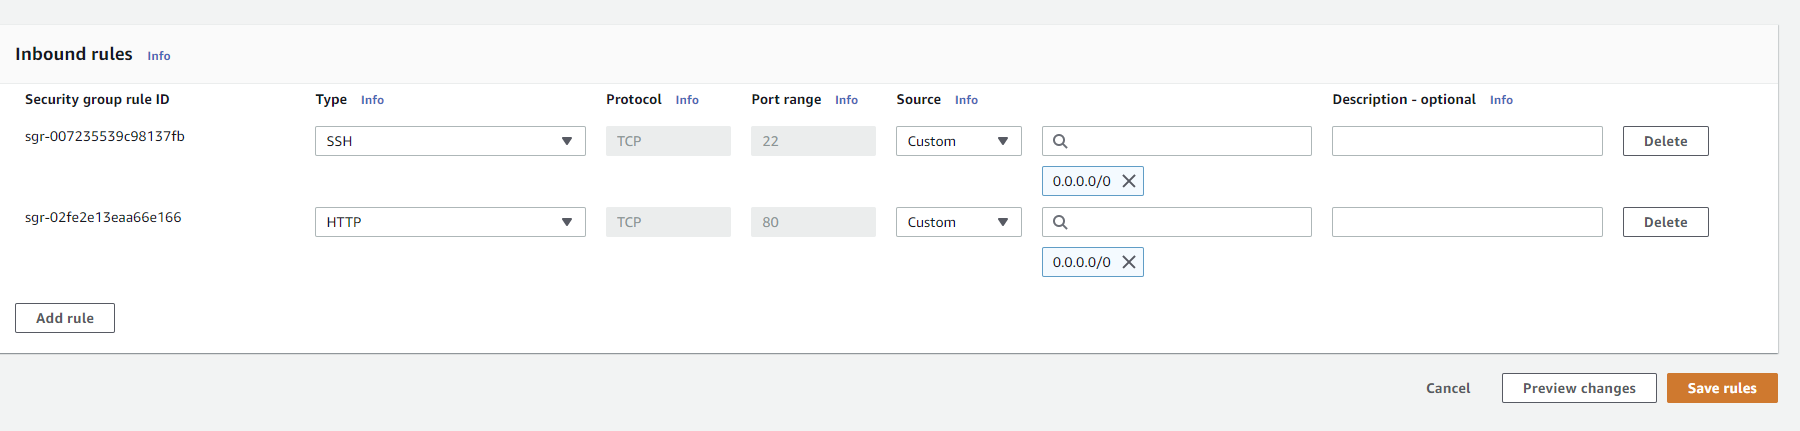 Inbound rules Info
Security group rule ID Type Info Protocol Info Port range Info Source Info Description - optional Info
sgr-007235539c98137fb SSH TCP 22 Custom Delete
0.0.0.0/0
sgr-02fe2e13eaa66e166 HTTP TCP 80 Custom Delete
0.0.0.0/0
Add rule
Cancel Preview changes Save rules